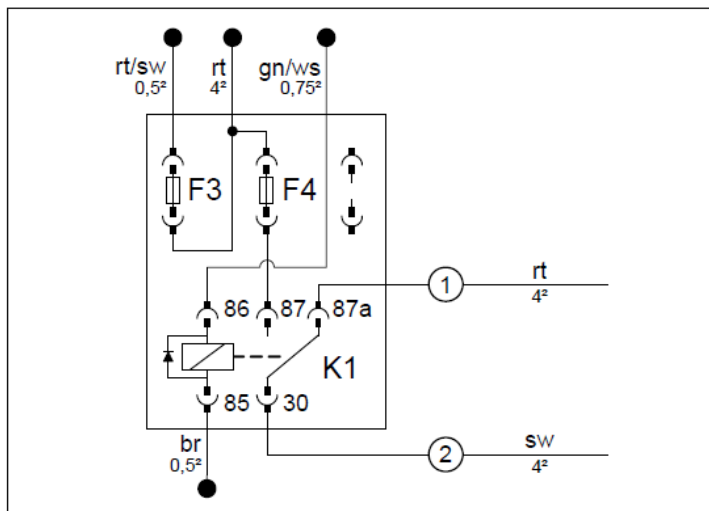 rt/sw
0,5²
rt
4²
gn/ws
0,75²
F3
F4
86
87
87a
1
rt
4²
K1
85
30
br
0,5²
2
sw
4²